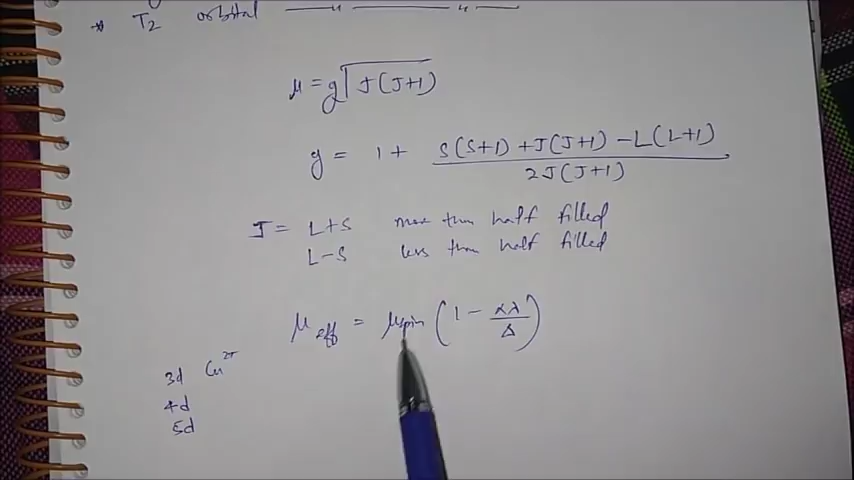 * T₂ orbital —— " —— " ——
μ = g√J(J+1)
g = 1 + S(S+1) + J(J+1) - L(L+1) / 2J(J+1)
J = L+S more than half filled
L-S less than half filled
μeff = μspin (1 - αλ/Δ)
3d Cu²⁺
4d
5d